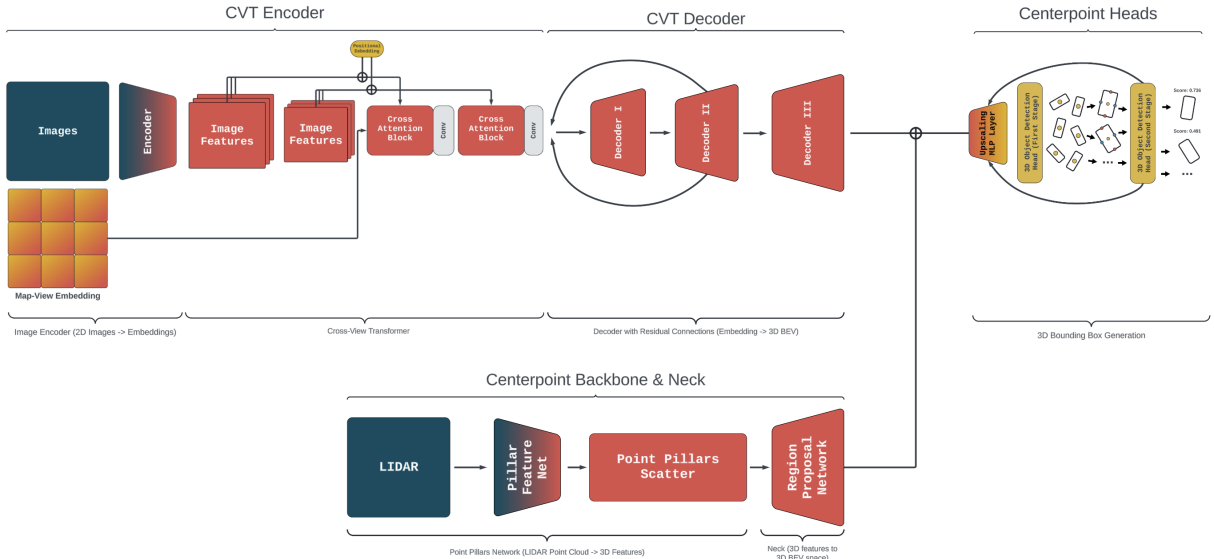 CVT Encoder
CVT Decoder
Centerpoint Heads
Positional
Embedding
Images
Encoder
Image
Features
Image
Features
Cross
Attention
Block
Conv
Cross
Attention
Block
Conv
Decoder I
Decoder II
Decoder III
Upscaling
MLP Layer
3D Object Detection
Head (First Stage)
3D Object Detection
Head (Second Stage)
Score: 0.736
Score: 0.491
Map-View Embedding
Image Encoder (2D Images -> Embeddings)
Cross-View Transformer
Decoder with Residual Connections (Embedding -> 3D BEV)
3D Bounding Box Generation
Centerpoint Backbone & Neck
LIDAR
Pillar
Feature
Net
Point Pillars
Scatter
Region
Proposal
Network
Point Pillars Network (LIDAR Point Cloud -> 3D Features)
Neck (3D features to
3D BEV space)